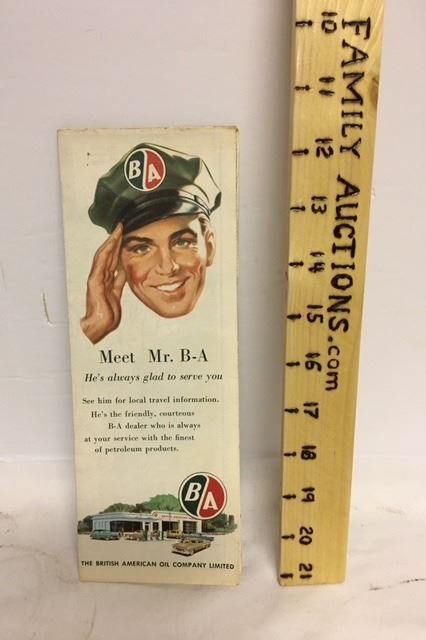 B A
Meet Mr. B-A
He's always glad to serve you
See him for local travel information.
He's the friendly, courteous
B-A dealer who is always
at your service with the finest
of petroleum products.
B/A
THE BRITISH AMERICAN OIL COMPANY LIMITED
FAMILY AUCTIONS.com
10
11
12
13
14
15
16
17
18
19
20
21